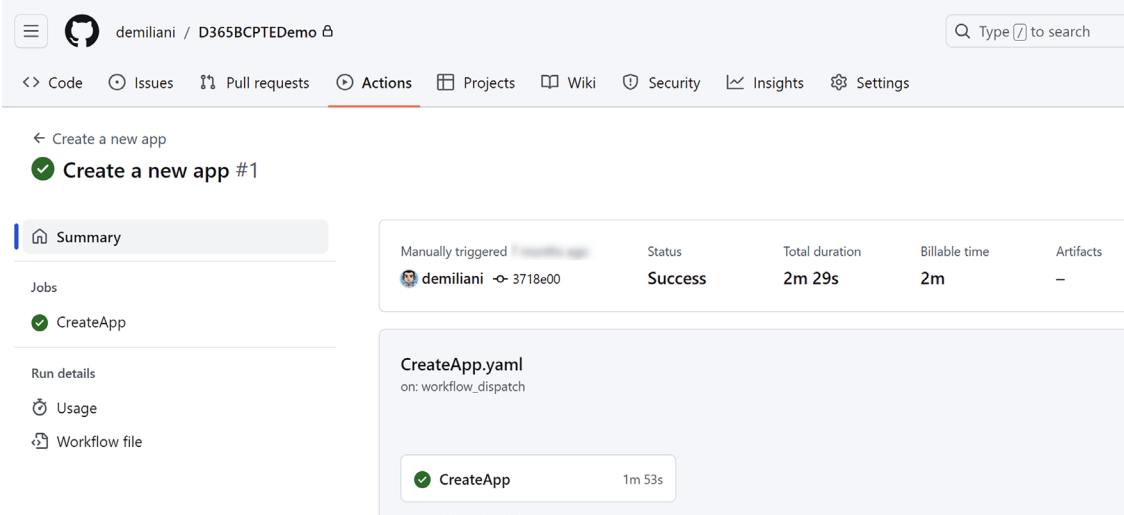 demiliani / D365BCPTEDemo
Type / to search
Code Issues Pull requests Actions Projects Wiki Security Insights Settings
Create a new app
Create a new app #1
Summary
Jobs
CreateApp
Run details
Usage
Workflow file
Manually triggered
demiliani 3718e00
Status
Success
Total duration
2m 29s
Billable time
2m
Artifacts
–
CreateApp.yaml
on: workflow_dispatch
CreateApp 1m 53s